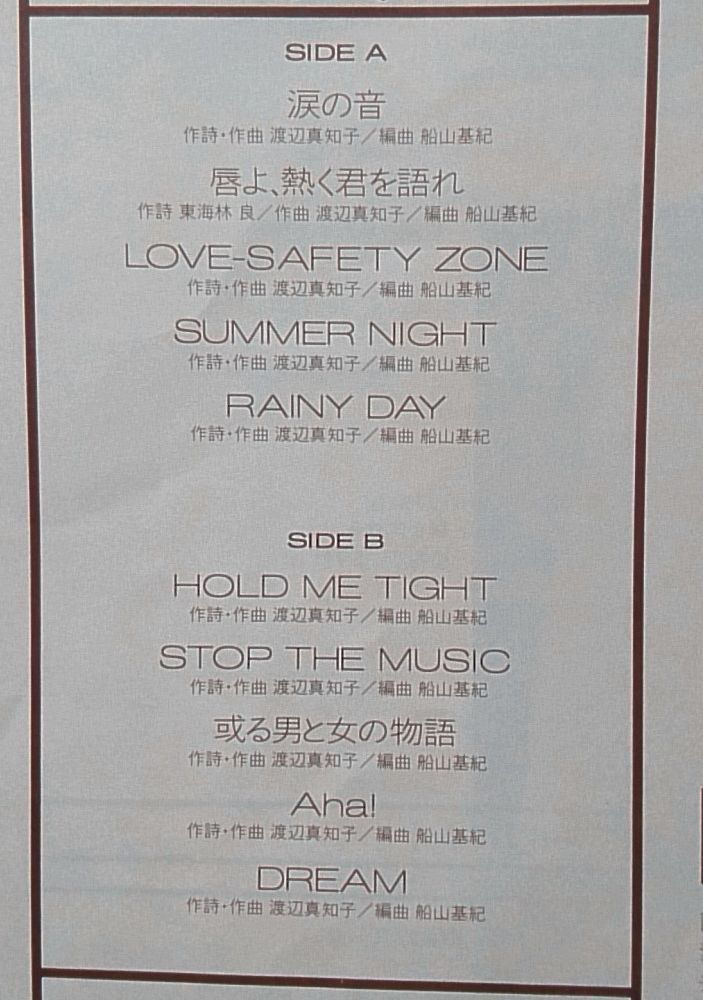 SIDE A
涙の音
作詩・作曲 渡辺真知子／編曲 船山基紀
唇よ、熱く君を語れ
作詩 東海林 良／作曲 渡辺真知子／編曲 船山基紀
LOVE-SAFETY ZONE
作詩・作曲 渡辺真知子／編曲 船山基紀
SUMMER NIGHT
作詩・作曲 渡辺真知子／編曲 船山基紀
RAINY DAY
作詩・作曲 渡辺真知子／編曲 船山基紀
SIDE B
HOLD ME TIGHT
作詩・作曲 渡辺真知子／編曲 船山基紀
STOP THE MUSIC
作詩・作曲 渡辺真知子／編曲 船山基紀
或る男と女の物語
作詩・作曲 渡辺真知子／編曲 船山基紀
Aha!
作詩・作曲 渡辺真知子／編曲 船山基紀
DREAM
作詩・作曲 渡辺真知子／編曲 船山基紀